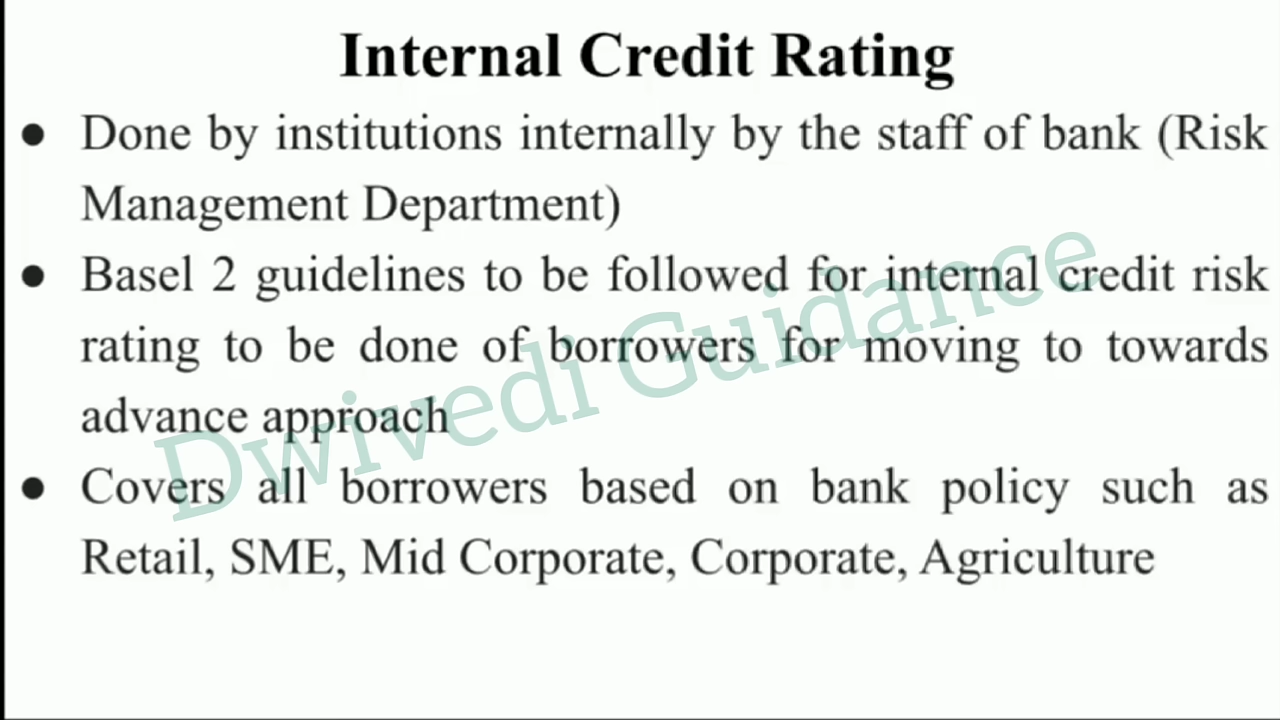 Internal Credit Rating
● Done by institutions internally by the staff of bank (Risk
Management Department)
● Basel 2 guidelines to be followed for internal credit risk
rating to be done of borrowers for moving to towards
advance approach
● Covers all borrowers based on bank policy such as
Retail, SME, Mid Corporate, Corporate, Agriculture
Dwivedi Guidance